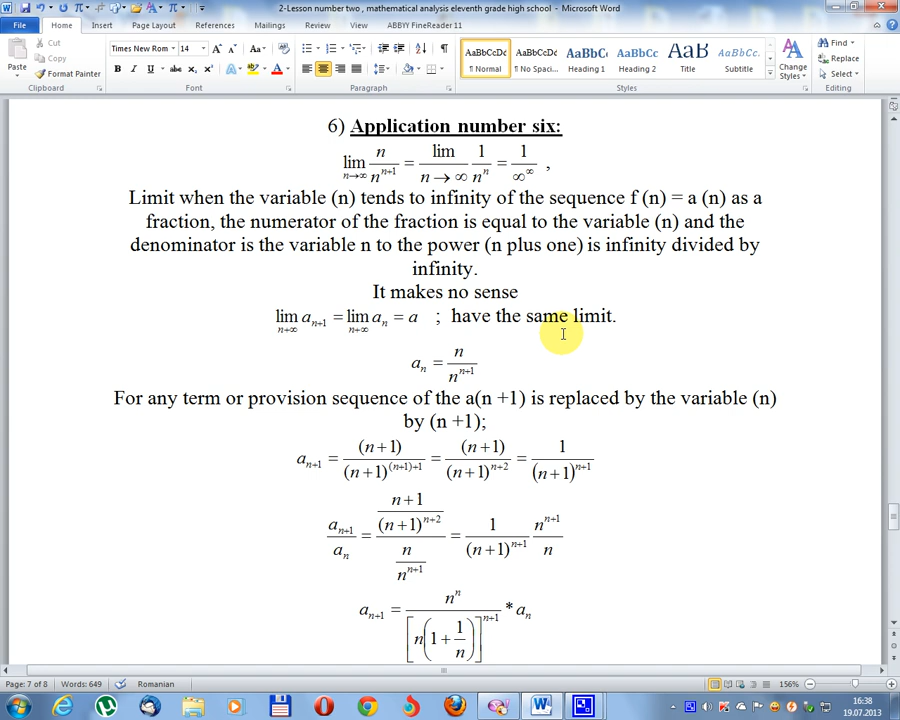 2-Lesson number two , mathematical analysis eleventh grade high school - Microsoft Word
File Home Insert Page Layout References Mailings Review View ABBYY FineReader 11
Cut
Copy
Format Painter
Paste
Times New Rom 14
AaBbCcDc AaBbCcDc AaBbC AaBbCc AaB AaBbCc.
¶ Normal ¶ No Spaci... Heading 1 Heading 2 Title Subtitle
Change Styles
Find
Replace
Select
Clipboard Font Paragraph Styles Editing
6) Application number six:
lim n→∞ n / n^{n+1} = lim n → ∞ 1 / n^n = 1 / ∞^∞ ,
Limit when the variable (n) tends to infinity of the sequence f (n) = a (n) as a
fraction, the numerator of the fraction is equal to the variable (n) and the
denominator is the variable n to the power (n plus one) is infinity divided by
infinity.
It makes no sense
lim n→∞ a_{n+1} = lim n→∞ a_n = a ; have the same limit.
a_n = n / n^{n+1}
For any term or provision sequence of the a(n +1) is replaced by the variable (n)
by (n +1);
a_{n+1} = (n+1) / (n+1)^{(n+1)+1} = (n+1) / (n+1)^{n+2} = 1 / (n+1)^{n+1}
a_{n+1} / a_n = ((n+1) / (n+1)^{n+2}) / (n / n^{n+1}) = 1 / (n+1)^{n+1} n^{n+1} / n
a_{n+1} = n^n / [n(1+1/n)]^{n+1} * a_n
Page: 7 of 8 Words: 649 Romanian 156%
16:38
19.07.2013